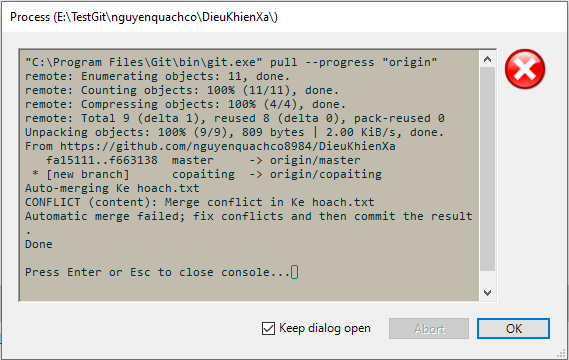 Process (E:\TestGit\nguyenquachco\DieuKhienXa\)
"C:\Program Files\Git\bin\git.exe" pull --progress "origin"
remote: Enumerating objects: 11, done.
remote: Counting objects: 100% (11/11), done.
remote: Compressing objects: 100% (4/4), done.
remote: Total 9 (delta 1), reused 8 (delta 0), pack-reused 0
Unpacking objects: 100% (9/9), 809 bytes | 2.00 KiB/s, done.
From https://github.com/nguyenquachco8984/DieuKhienXa
fa15111..f663138 master -> origin/master
* [new branch] copaiting -> origin/copaiting
Auto-merging Ke hoach.txt
CONFLICT (content): Merge conflict in Ke hoach.txt
Automatic merge failed; fix conflicts and then commit the result
.
Done
Press Enter or Esc to close console...
Keep dialog open
Abort
OK